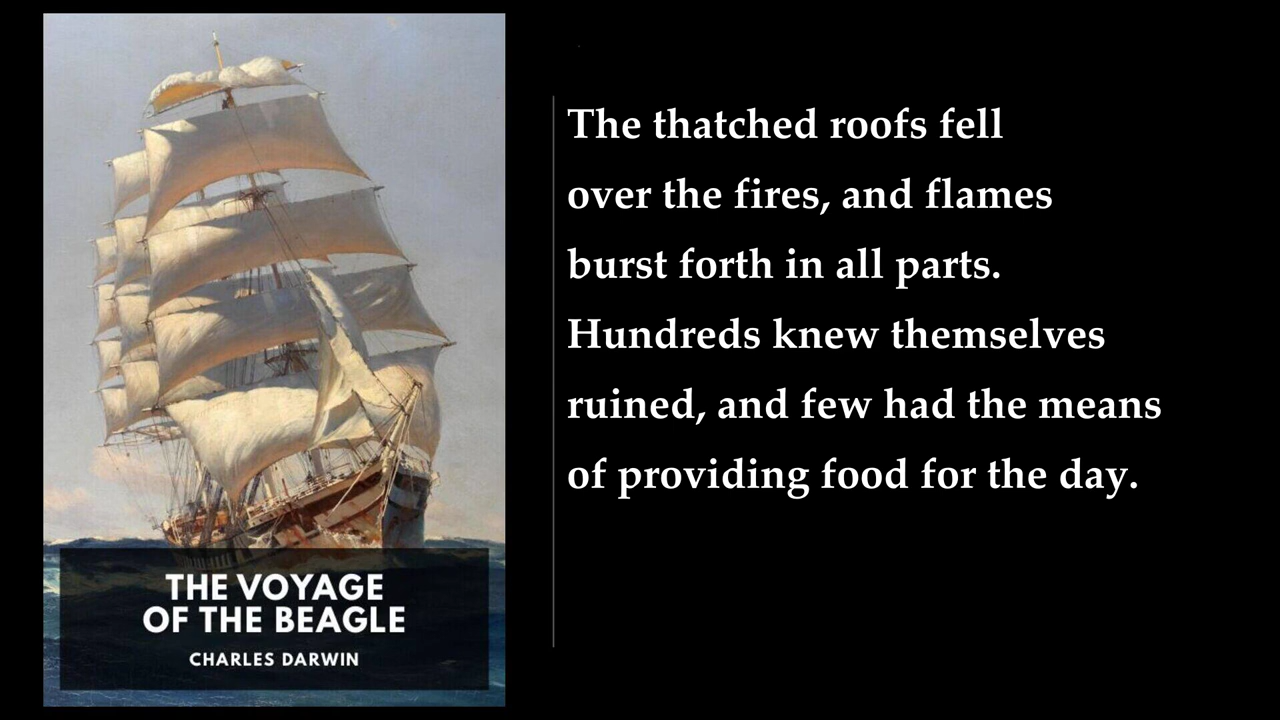 THE VOYAGE
OF THE BEAGLE
CHARLES DARWIN
The thatched roofs fell
over the fires, and flames
burst forth in all parts.
Hundreds knew themselves
ruined, and few had the means
of providing food for the day.